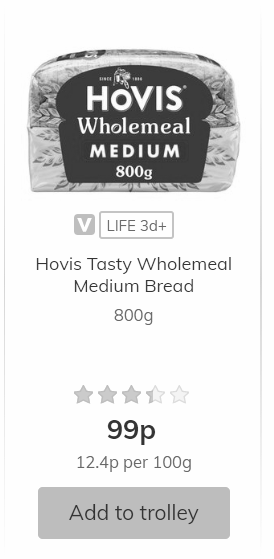 SINCE 1886
HOVIS
Wholemeal
MEDIUM
800g
V LIFE 3d+
Hovis Tasty Wholemeal
Medium Bread
800g
99p
12.4p per 100g
Add to trolley